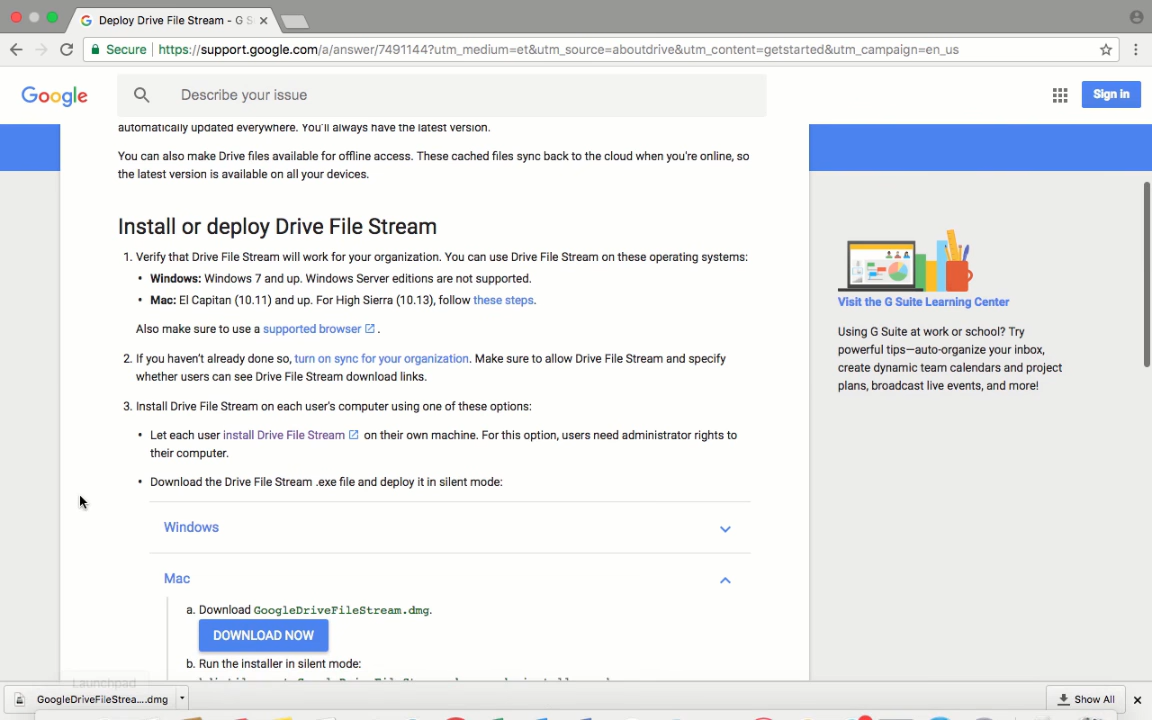 Deploy Drive File Stream - G S
Secure https://support.google.com/a/answer/7491144?utm_medium=et&utm_source=aboutdrive&utm_content=getstarted&utm_campaign=en_us
Google
Describe your issue
Sign in
automatically updated everywhere. You'll always have the latest version.
You can also make Drive files available for offline access. These cached files sync back to the cloud when you're online, so
the latest version is available on all your devices.
Install or deploy Drive File Stream
1. Verify that Drive File Stream will work for your organization. You can use Drive File Stream on these operating systems:
• Windows: Windows 7 and up. Windows Server editions are not supported.
• Mac: El Capitan (10.11) and up. For High Sierra (10.13), follow these steps.
Also make sure to use a supported browser.
2. If you haven't already done so, turn on sync for your organization. Make sure to allow Drive File Stream and specify
whether users can see Drive File Stream download links.
3. Install Drive File Stream on each user's computer using one of these options:
• Let each user install Drive File Stream on their own machine. For this option, users need administrator rights to
their computer.
• Download the Drive File Stream .exe file and deploy it in silent mode:
Windows
Mac
a. Download GoogleDriveFileStream.dmg.
DOWNLOAD NOW
b. Run the installer in silent mode:
Visit the G Suite Learning Center
Using G Suite at work or school? Try
powerful tips—auto-organize your inbox,
create dynamic team calendars and project
plans, broadcast live events, and more!
Launchpad
GoogleDriveFileStrea....dmg
Show All